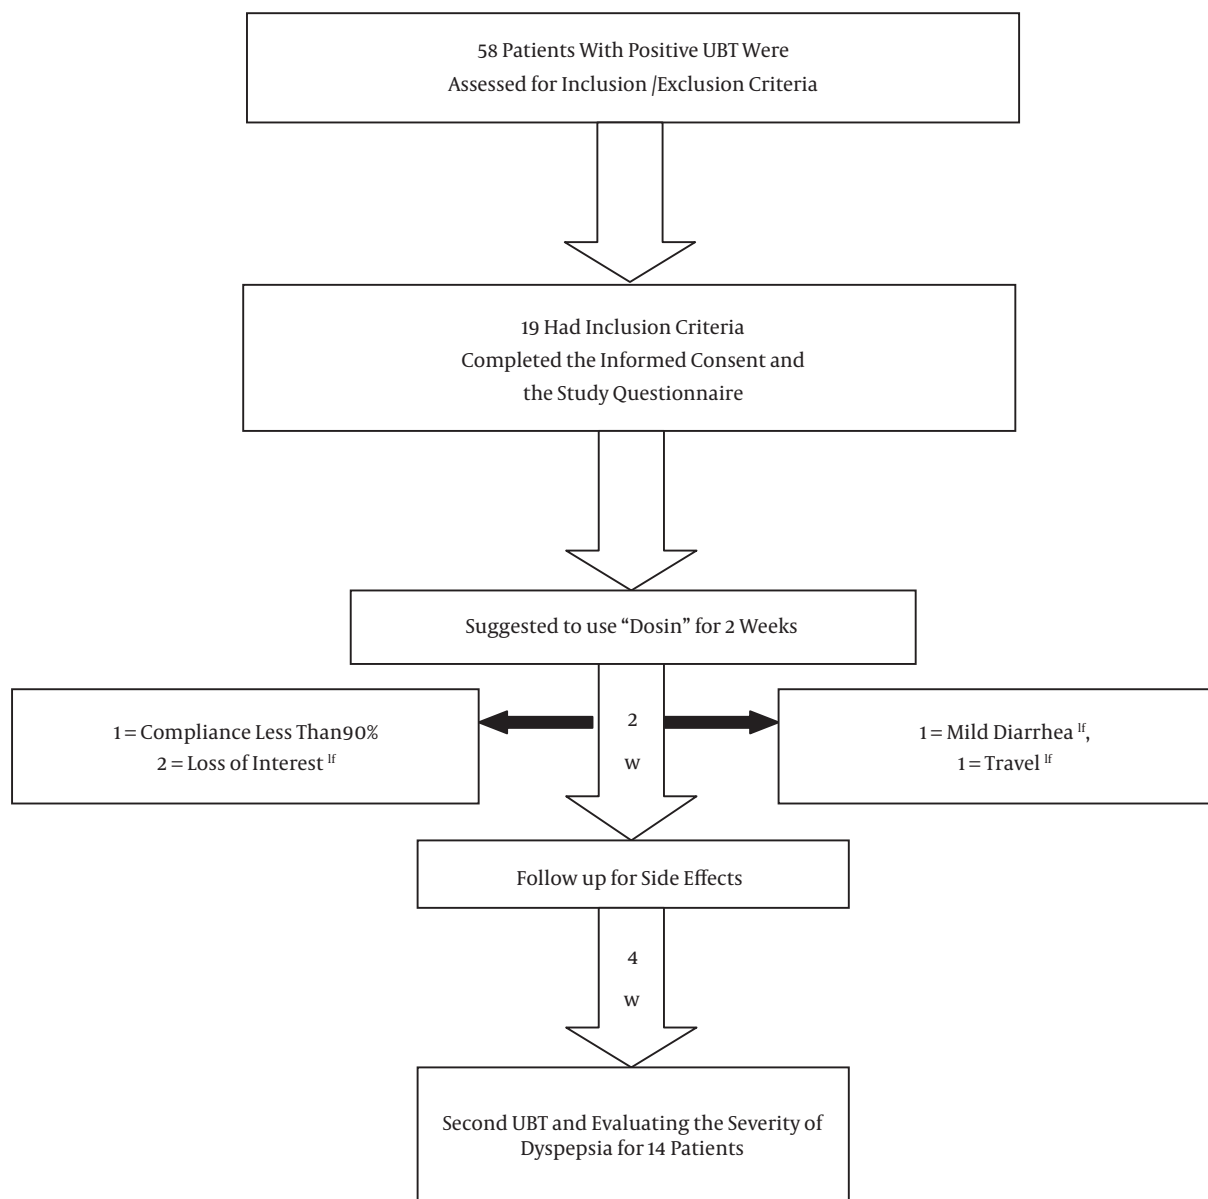 58 Patients With Positive UBT Were
Assessed for Inclusion /Exclusion Criteria
19 Had Inclusion Criteria
Completed the Informed Consent and
the Study Questionnaire
Suggested to use “Dosin” for 2 Weeks
1 = Compliance Less Than90%
2 = Loss of Interest lf
2
w
1 = Mild Diarrhea lf,
1 = Travel lf
Follow up for Side Effects
4
w
Second UBT and Evaluating the Severity of
Dyspepsia for 14 Patients